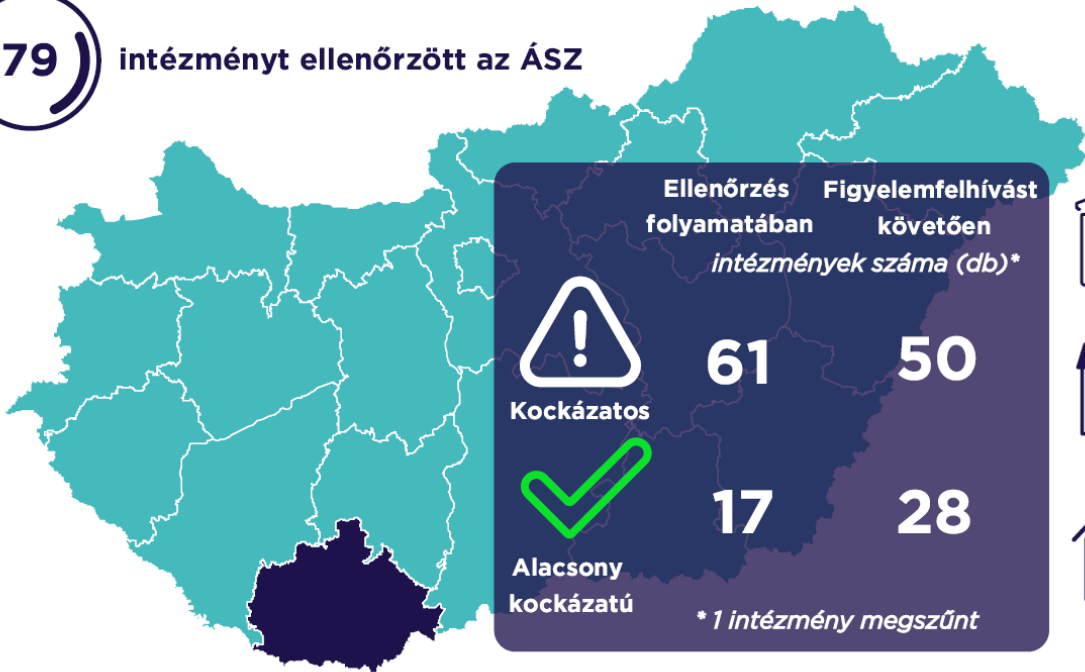 79
intézményt ellenőrzött az ÁSZ
Ellenőrzés
folyamatában
Figyelemfelhívást
követően
intézmények száma (db)*
61
50
Kockázatos
17
28
Alacsony
kockázatú
* 1 intézmény megszűnt